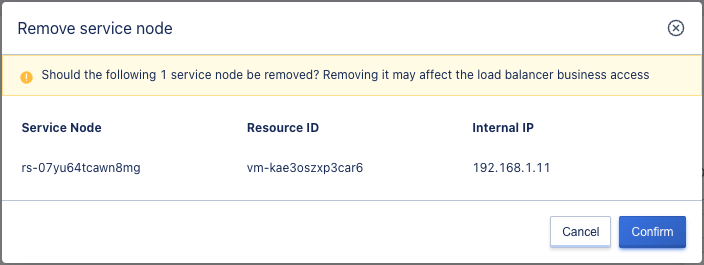 Remove service node
Should the following 1 service node be removed? Removing it may affect the load balancer business access
Service Node Resource ID Internal IP
rs-07yu64tcawn8mg vm-kae3oszxp3car6 192.168.1.11
Cancel Confirm